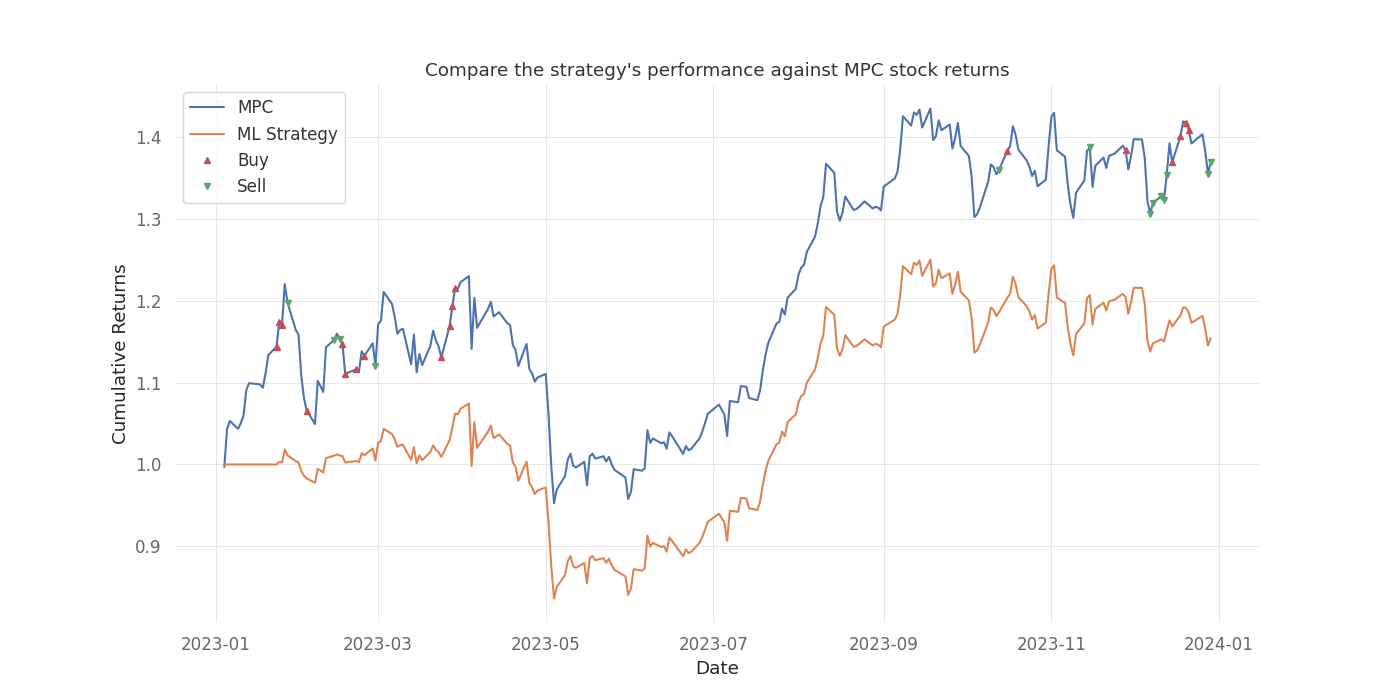 Compare the strategy's performance against MPC stock returns
MPC
ML Strategy
Buy
Sell
Cumulative Returns
1.4
1.3
1.2
1.1
1.0
0.9
2023-01
2023-03
2023-05
2023-07
2023-09
2023-11
2024-01
Date